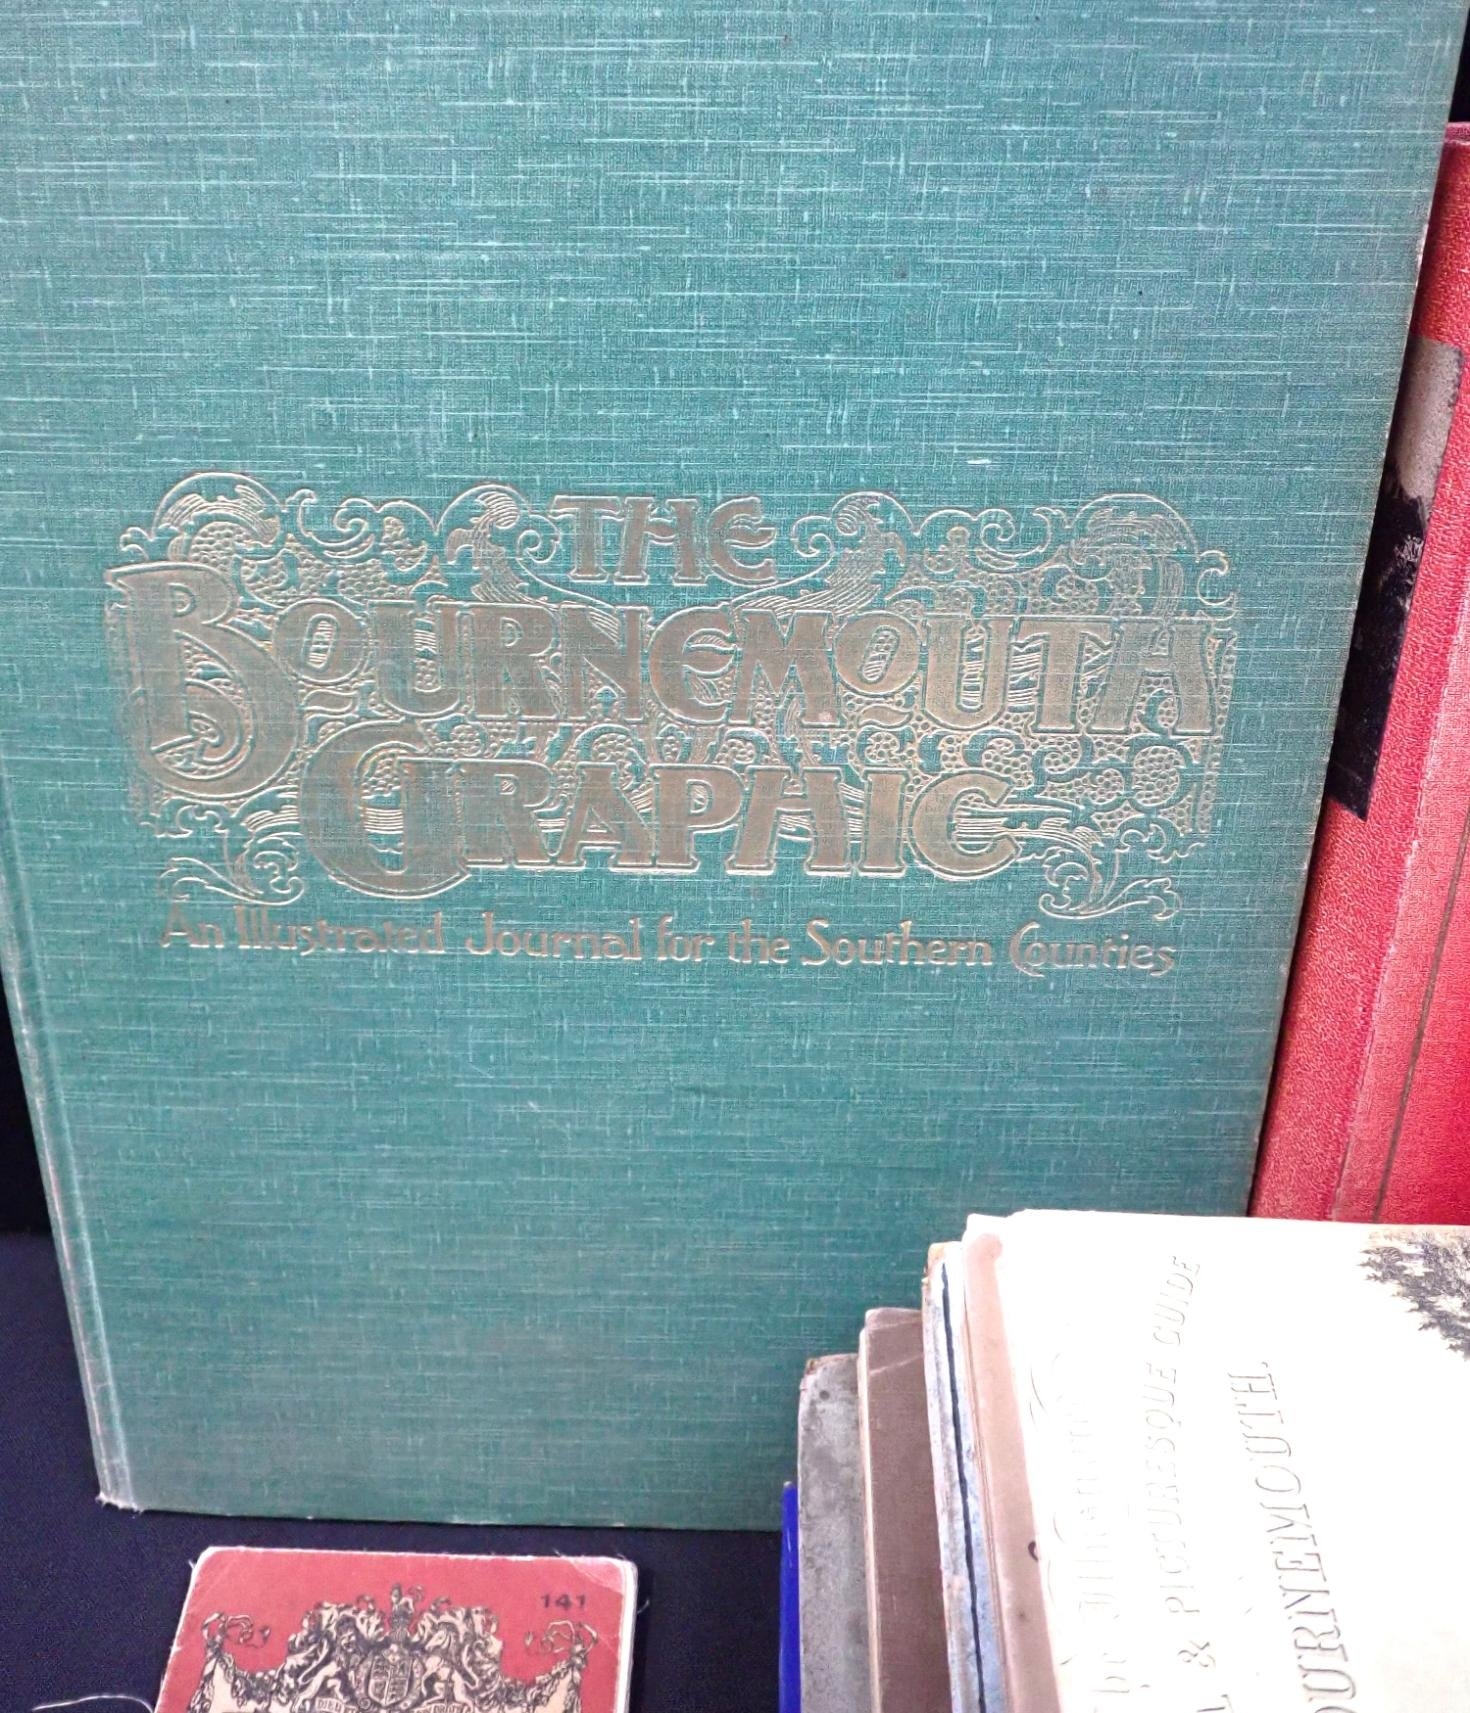 THE
BOURNEMOUTH
GRAPHIC
An Illustrated Journal for the Southern Counties
141
& PICTURESQUE GUIDE
BOURNEMOUTH.